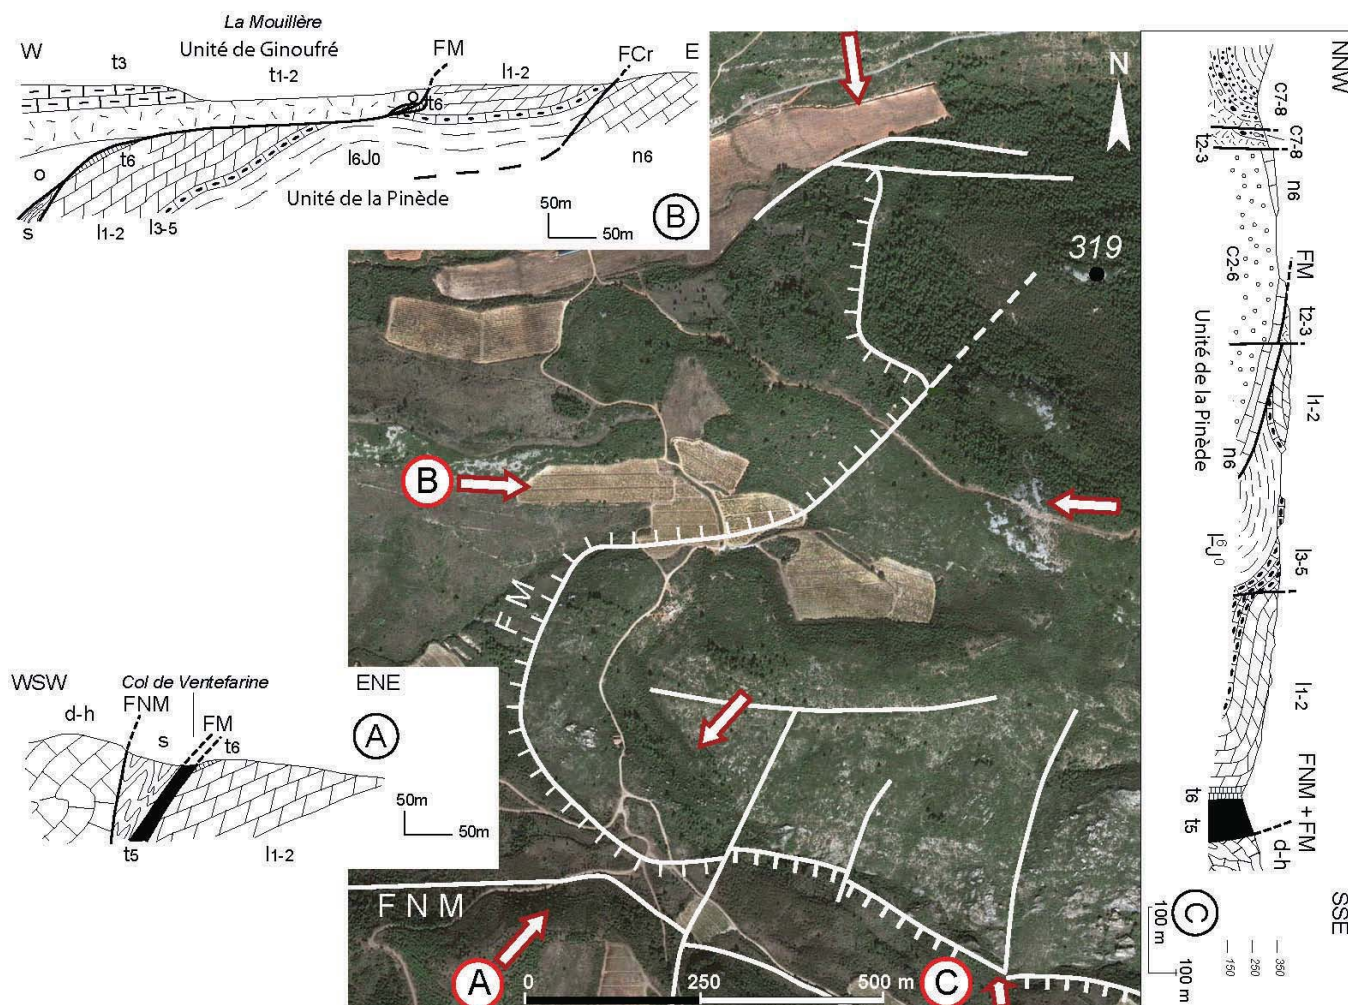 La Mouillère
W
Unité de Ginoufré
FM
FCr
E
t3
t1-2
l1-2
O
t6
t6
O
l6J0
n6
Unité de la Pinède
s
l1-2
l3-5
50m
50m
B
N
319
B
FM
WSW
Col de Ventefarine
ENE
FNM
d-h
s
FM
t6
A
50m
50m
t5
l1-2
FNM
A
0
250
500 m
C
NNW
C7-8
C7-8
t2-3
n6
C2-6
FM
t2-3
Unité de la Pinède
l1-2
n6
l6J0
l3-5
l1-2
FNM + FM
t6
t5
d-h
SSE
C
100 m
100 m
150
250
350